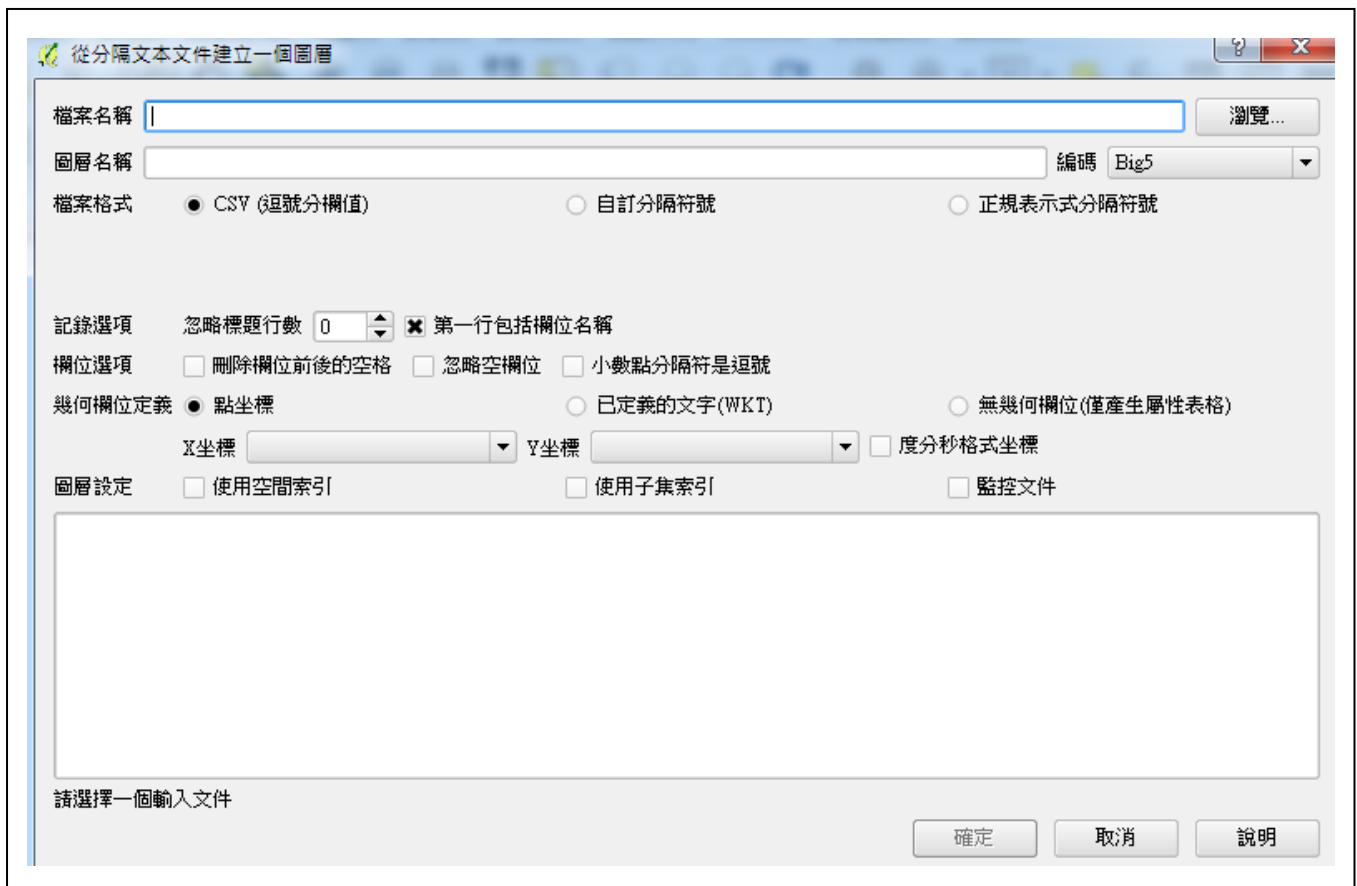 從分隔文本文件建立一個圖層
檔案名稱 瀏覽...
圖層名稱 編碼 Big5
檔案格式 CSV (逗號分欄值) 自訂分隔符號 正規表示式分隔符號
記錄選項 忽略標題行數 0 第一行包括欄位名稱
欄位選項 刪除欄位前後的空格 忽略空欄位 小數點分隔符是逗號
幾何欄位定義 點坐標 已定義的文字(WKT) 無幾何欄位(僅產生屬性表格)
X坐標 Y坐標 度分秒格式坐標
圖層設定 使用空間索引 使用子集索引 監控文件
請選擇一個輸入文件
確定 取消 說明